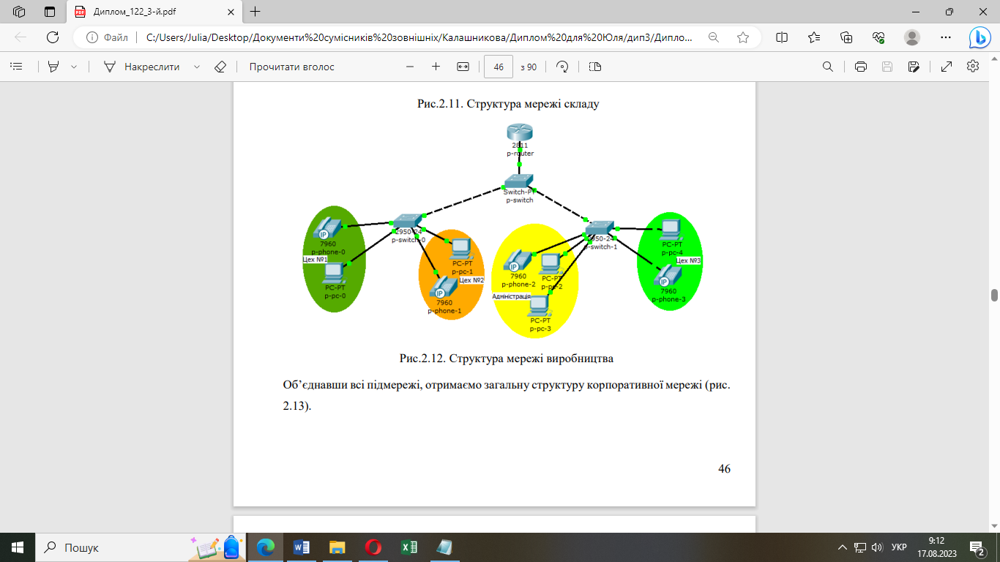 Диплом_122_3-й.pdf
Файл
C:/Users/Julia/Desktop/Документи%20сумісників%20зовнішніх/Калашникова/Диплом%20для%20Юля/дип3/Дипло...
Накреслити
Прочитати вголос
46
з 90
Рис.2.11. Структура мережі складу
2811
p-router
Switch-PT
p-switch
7960
p-phone-0
Цех №1
PC-PT
p-pc-0
2950-24
p-switch-0
PC-PT
p-pc-1
Цех №2
7960
p-phone-1
7960
p-phone-2
PC-PT
p-pc-2
Адміністрація
PC-PT
p-pc-3
2950-24
p-switch-1
PC-PT
p-pc-4
Цех №3
7960
p-phone-3
Рис.2.12. Структура мережі виробництва
Об’єднавши всі підмережі, отримаємо загальну структуру корпоративної мережі (рис.
2.13).
46
Пошук
УКР
9:12
17.08.2023
2